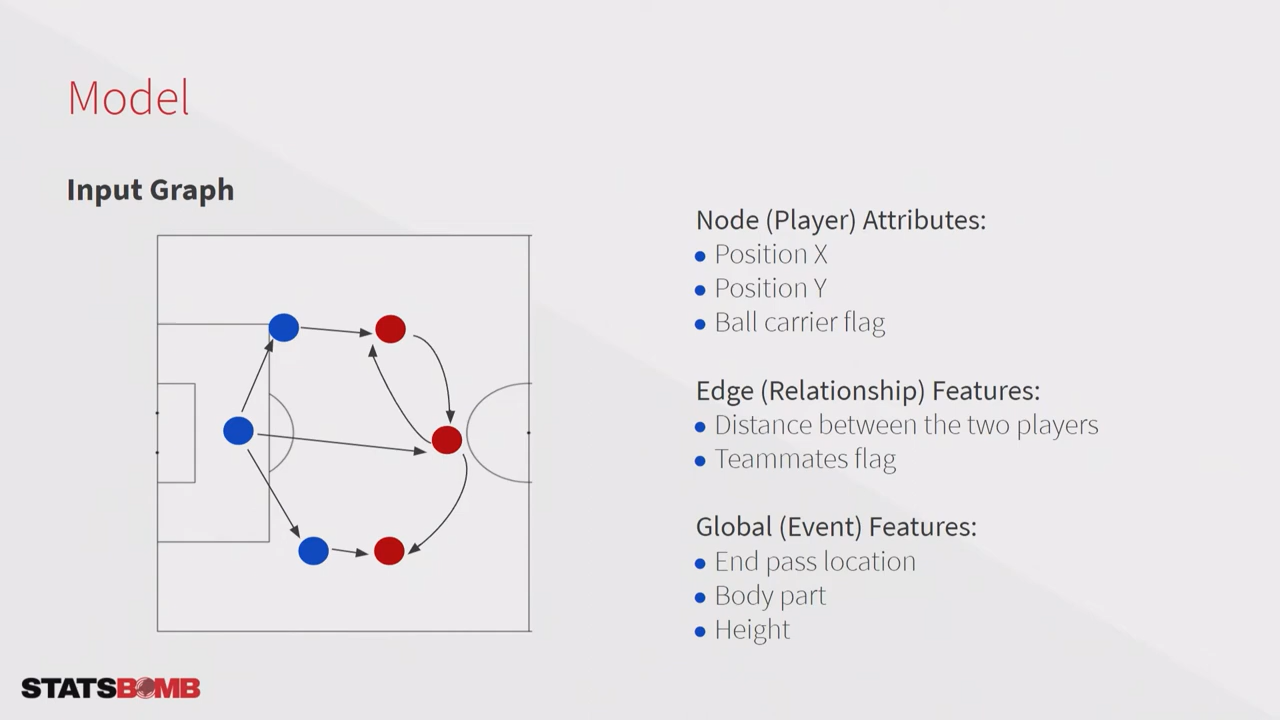 Model
Input Graph
Node (Player) Attributes:
Position X
Position Y
Ball carrier flag
Edge (Relationship) Features:
Distance between the two players
Teammates flag
Global (Event) Features:
End pass location
Body part
Height
STATSBOMB